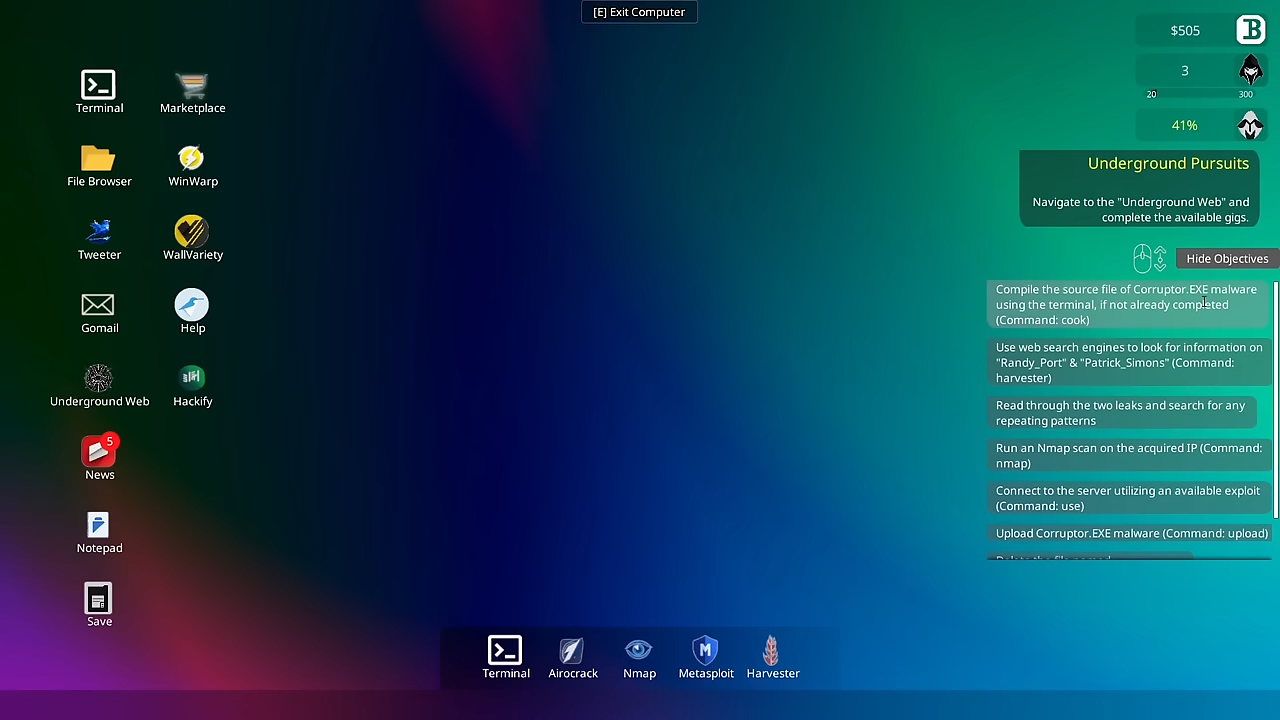 [E] Exit Computer
$505
B
3
20
300
41%
Underground Pursuits
Navigate to the "Underground Web" and
complete the available gigs.
Hide Objectives
Compile the source file of Corruptor.EXE malware
using the terminal, if not already completed
(Command: cook)
Use web search engines to look for information on
"Randy_Port" & "Patrick_Simons" (Command:
harvester)
Read through the two leaks and search for any
repeating patterns
Run an Nmap scan on the acquired IP (Command:
nmap)
Connect to the server utilizing an available exploit
(Command: use)
Upload Corruptor.EXE malware (Command: upload)
Delete the file named
Terminal
Marketplace
File Browser
WinWarp
Tweeter
WallVariety
Gomail
Help
Underground Web
Hackify
5
News
Notepad
Save
Terminal
Airocrack
Nmap
M
Metasploit
Harvester